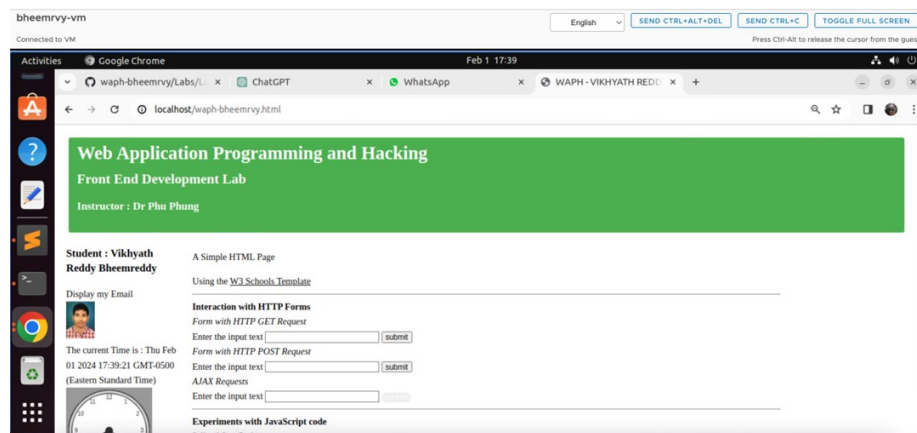 bheemrvy-vm
English
SEND CTRL+ALT+DEL
SEND CTRL+C
TOGGLE FULL SCREEN
Connected to VM
Press Ctrl-Alt to release the cursor from the gues
Activities
Google Chrome
Feb 1 17:39
waph-bheemrvy/Labs/L
ChatGPT
WhatsApp
WAPH - VIKHYATH REDD
localhost/waph-bheemrvy.html
Web Application Programming and Hacking
Front End Development Lab
Instructor : Dr Phu Phung
Student : Vikhyath
Reddy Bheemreddy
Display my Email
The current Time is : Thu Feb
01 2024 17:39:21 GMT-0500
(Eastern Standard Time)
12
11
1
10
2
A Simple HTML Page
Using the W3 Schools Template
Interaction with HTTP Forms
Form with HTTP GET Request
Enter the input text
submit
Form with HTTP POST Request
Enter the input text
submit
AJAX Requests
Enter the input text
Experiments with JavaScript code